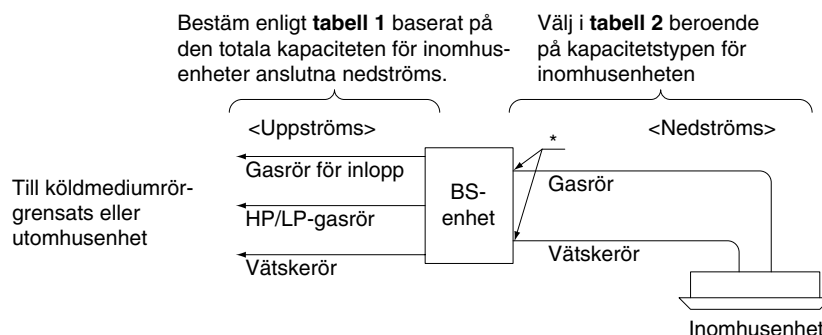 Bestäm enligt tabell 1 baserat på
den totala kapaciteten för inomhus-
enheter anslutna nedströms.
Välj i tabell 2 beroende
på kapacitetstypen för
inomhusenheten
<Uppströms>
*
<Nedströms>
Till köldmediumrör-
grensats eller
utomhusenhet
Gasrör för inlopp
HP/LP-gasrör
Vätskerör
BS-
enhet
Gasrör
Vätskerör
Inomhusenhet